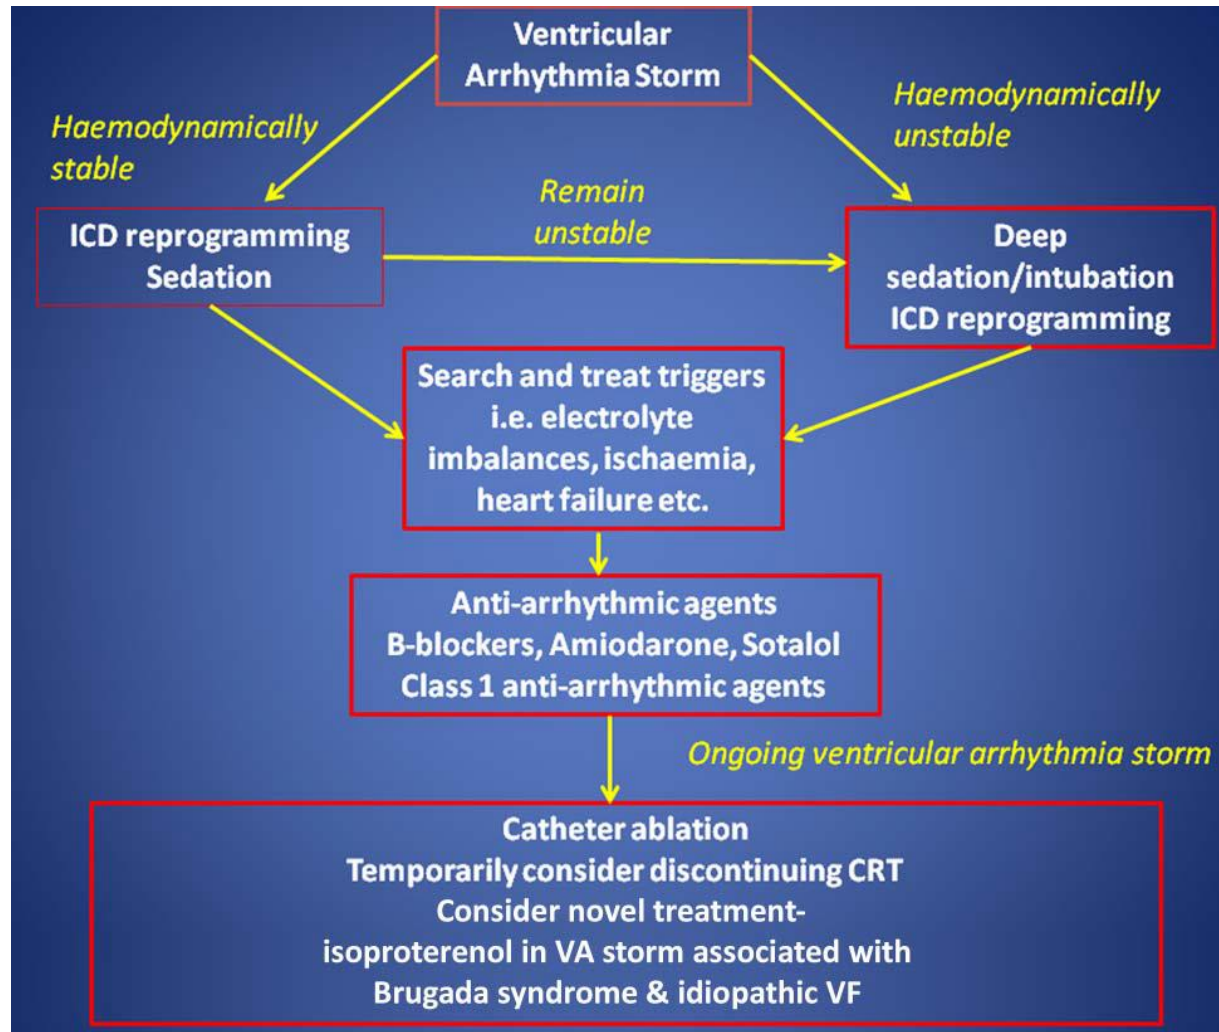 Ventricular
Arrhythmia Storm
Haemodynamically
stable
Haemodynamically
unstable
ICD reprogramming
Sedation
Remain
unstable
Deep
sedation/intubation
ICD reprogramming
Search and treat triggers
i.e. electrolyte
imbalances, ischaemia,
heart failure etc.
Anti-arrhythmic agents
B-blockers, Amiodarone, Sotalol
Class 1 anti-arrhythmic agents
Ongoing ventricular arrhythmia storm
Catheter ablation
Temporarily consider discontinuing CRT
Consider novel treatment-
isoproterenol in VA storm associated with
Brugada syndrome & idiopathic VF